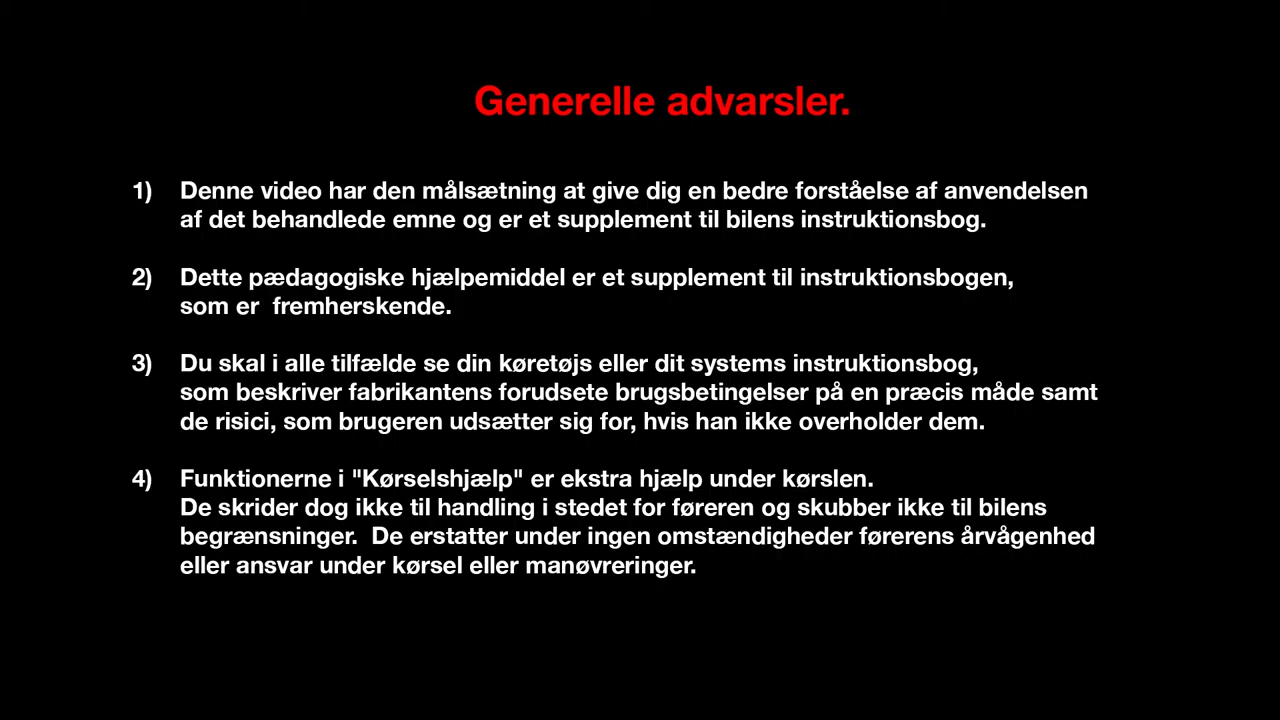 Generelle advarsler.
1) Denne video har den målsætning at give dig en bedre forståelse af anvendelsen
af det behandlede emne og er et supplement til bilens instruktionsbog.
2) Dette pædagogiske hjælpemiddel er et supplement til instruktionsbogen,
som er  fremherskende.
3) Du skal i alle tilfælde se din køretøjs eller dit systems instruktionsbog,
som beskriver fabrikantens forudsete brugsbetingelser på en præcis måde samt
de risici, som brugeren udsætter sig for, hvis han ikke overholder dem.
4) Funktionerne i "Kørselshjælp" er ekstra hjælp under kørslen.
De skrider dog ikke til handling i stedet for føreren og skubber ikke til bilens
begrænsninger.  De erstatter under ingen omstændigheder førerens årvågenhed
eller ansvar under kørsel eller manøvreringer.